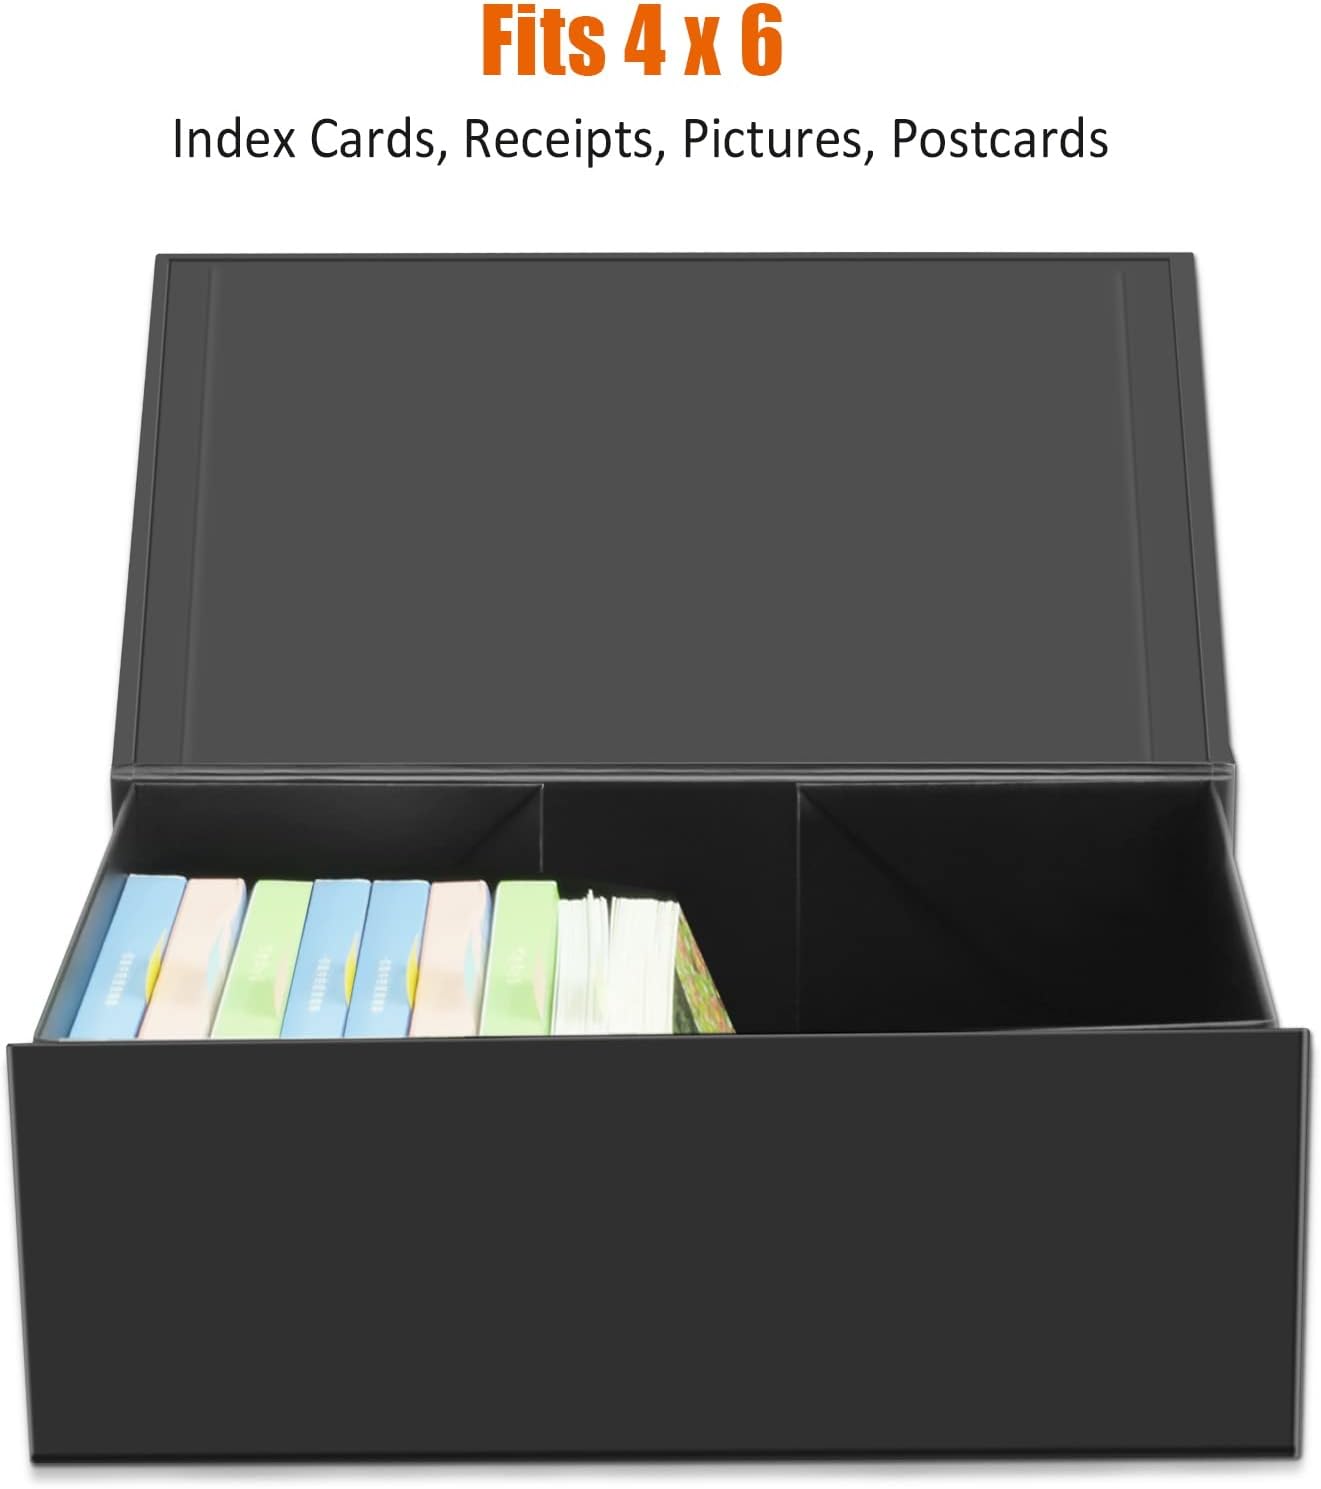 Fits 4 x 6
Index Cards, Receipts, Pictures, Postcards